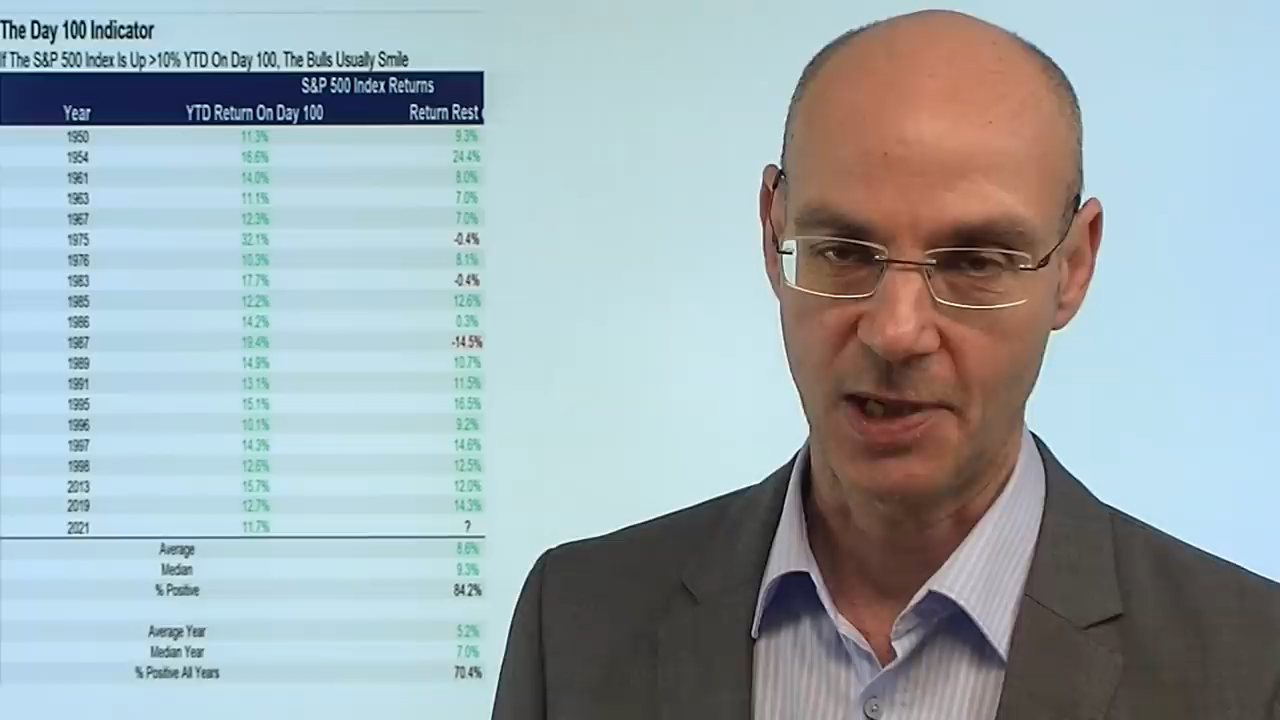 The Day 100 Indicator
If The S&P 500 Index Is Up >10% YTD On Day 100, The Bulls Usually Smile
S&P 500 Index Returns
Year YTD Return On Day 100 Return Rest
1950 11.3% 9.3%
1954 16.6% 24.4%
1961 14.0% 8.0%
1963 11.1% 7.0%
1967 12.3% 7.0%
1975 32.1% -0.4%
1976 10.3% 8.1%
1983 17.7% -0.4%
1985 12.2% 12.6%
1986 14.2% 0.3%
1987 19.4% -14.5%
1989 14.9% 10.7%
1991 13.1% 11.5%
1995 15.1% 16.5%
1996 10.1% 9.2%
1997 14.3% 14.6%
1998 12.6% 12.5%
2013 15.7% 12.0%
2019 12.7% 14.3%
2021 11.7% ?
Average 8.6%
Median 9.3%
% Positive 84.2%
Average Year 5.2%
Median Year 7.0%
% Positive All Years 70.4%